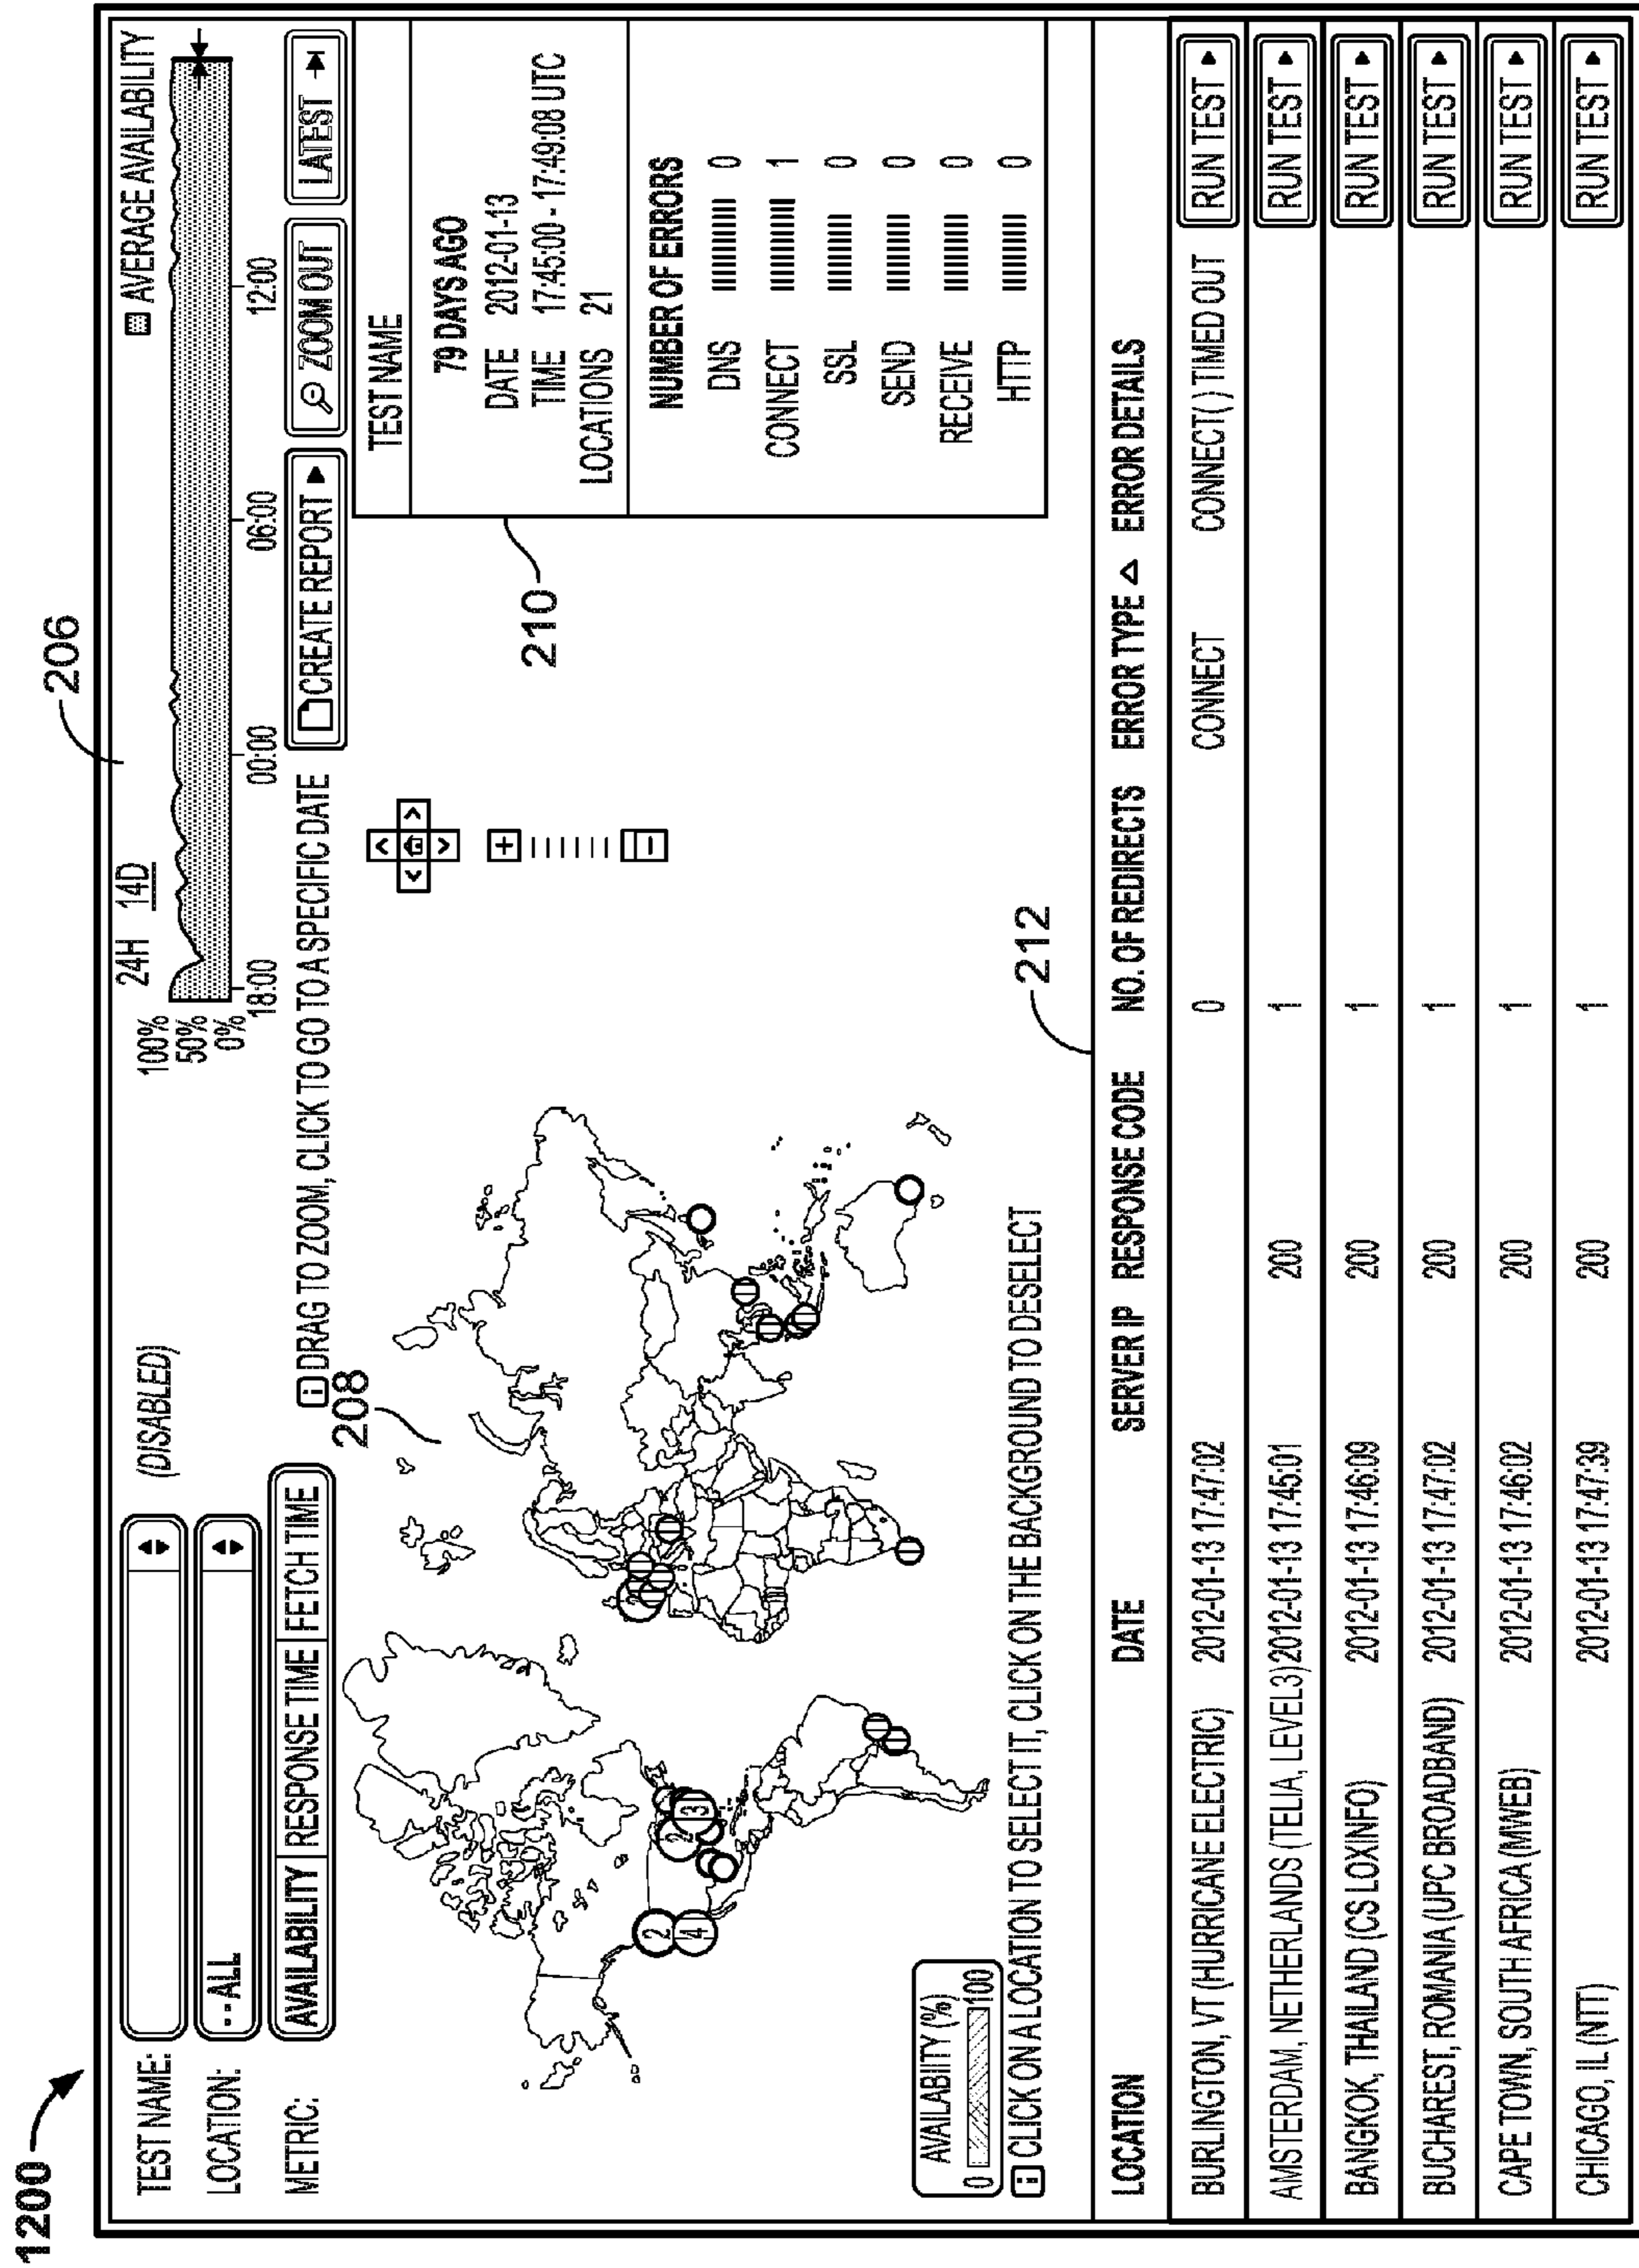 1200
206
TEST NAME: (DISABLED)
24H 14D AVERAGE AVAILABILITY
100%
50%
0%
LOCATION: --ALL
18:00 00:00 06:00 12:00
METRIC: AVAILABILITY RESPONSE TIME FETCH TIME
i DRAG TO ZOOM, CLICK TO GO TO A SPECIFIC DATE
CREATE REPORT ZOOM OUT LATEST
208
TEST NAME
79 DAYS AGO
DATE 2012-01-13
TIME 17:45:00 - 17:49:08 UTC
LOCATIONS 21
210
NUMBER OF ERRORS
DNS 0
CONNECT 1
SSL 0
SEND 0
RECEIVE 0
HTTP 0
2
4
2
3
AVAILABIITY (%)
0 100
i CLICK ON A LOCATION TO SELECT IT, CLICK ON THE BACKGROUND TO DESELECT
212
LOCATION DATE SERVER IP RESPONSE CODE NO. OF REDIRECTS ERROR TYPE ERROR DETAILS
BURLINGTON, VT (HURRICANE ELECTRIC) 2012-01-13 17:47:02 0 CONNECT CONNECT( ) TIMED OUT RUN TEST
AMSTERDAM, NETHERLANDS (TELIA, LEVEL3) 2012-01-13 17:45:01 200 1 RUN TEST
BANGKOK, THAILAND (CS LOXINFO) 2012-01-13 17:46:09 200 1 RUN TEST
BUCHAREST, ROMANIA (UPC BROADBAND) 2012-01-13 17:47:02 200 1 RUN TEST
CAPE TOWN, SOUTH AFRICA (MWEB) 2012-01-13 17:46:02 200 1 RUN TEST
CHICAGO, IL (NTT) 2012-01-13 17:47:39 200 1 RUN TEST